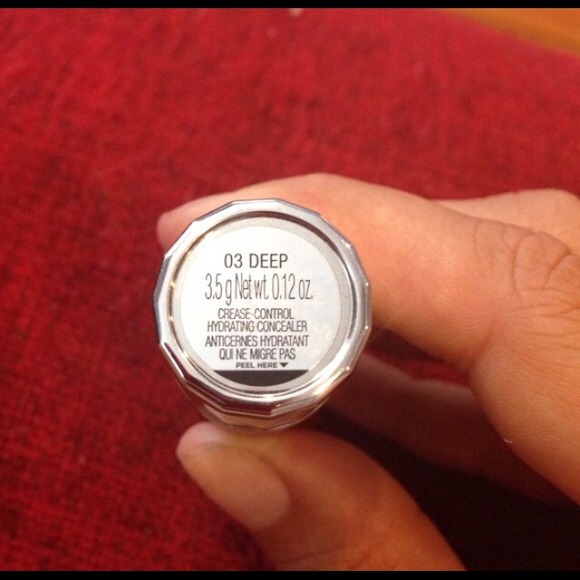 03 DEEP
3.5 g Net wt. 0.12 oz.
CREASE-CONTROL
HYDRATING CONCEALER
ANTICERNES HYDRATANT
QUI NE MIGRE PAS
PEEL HERE